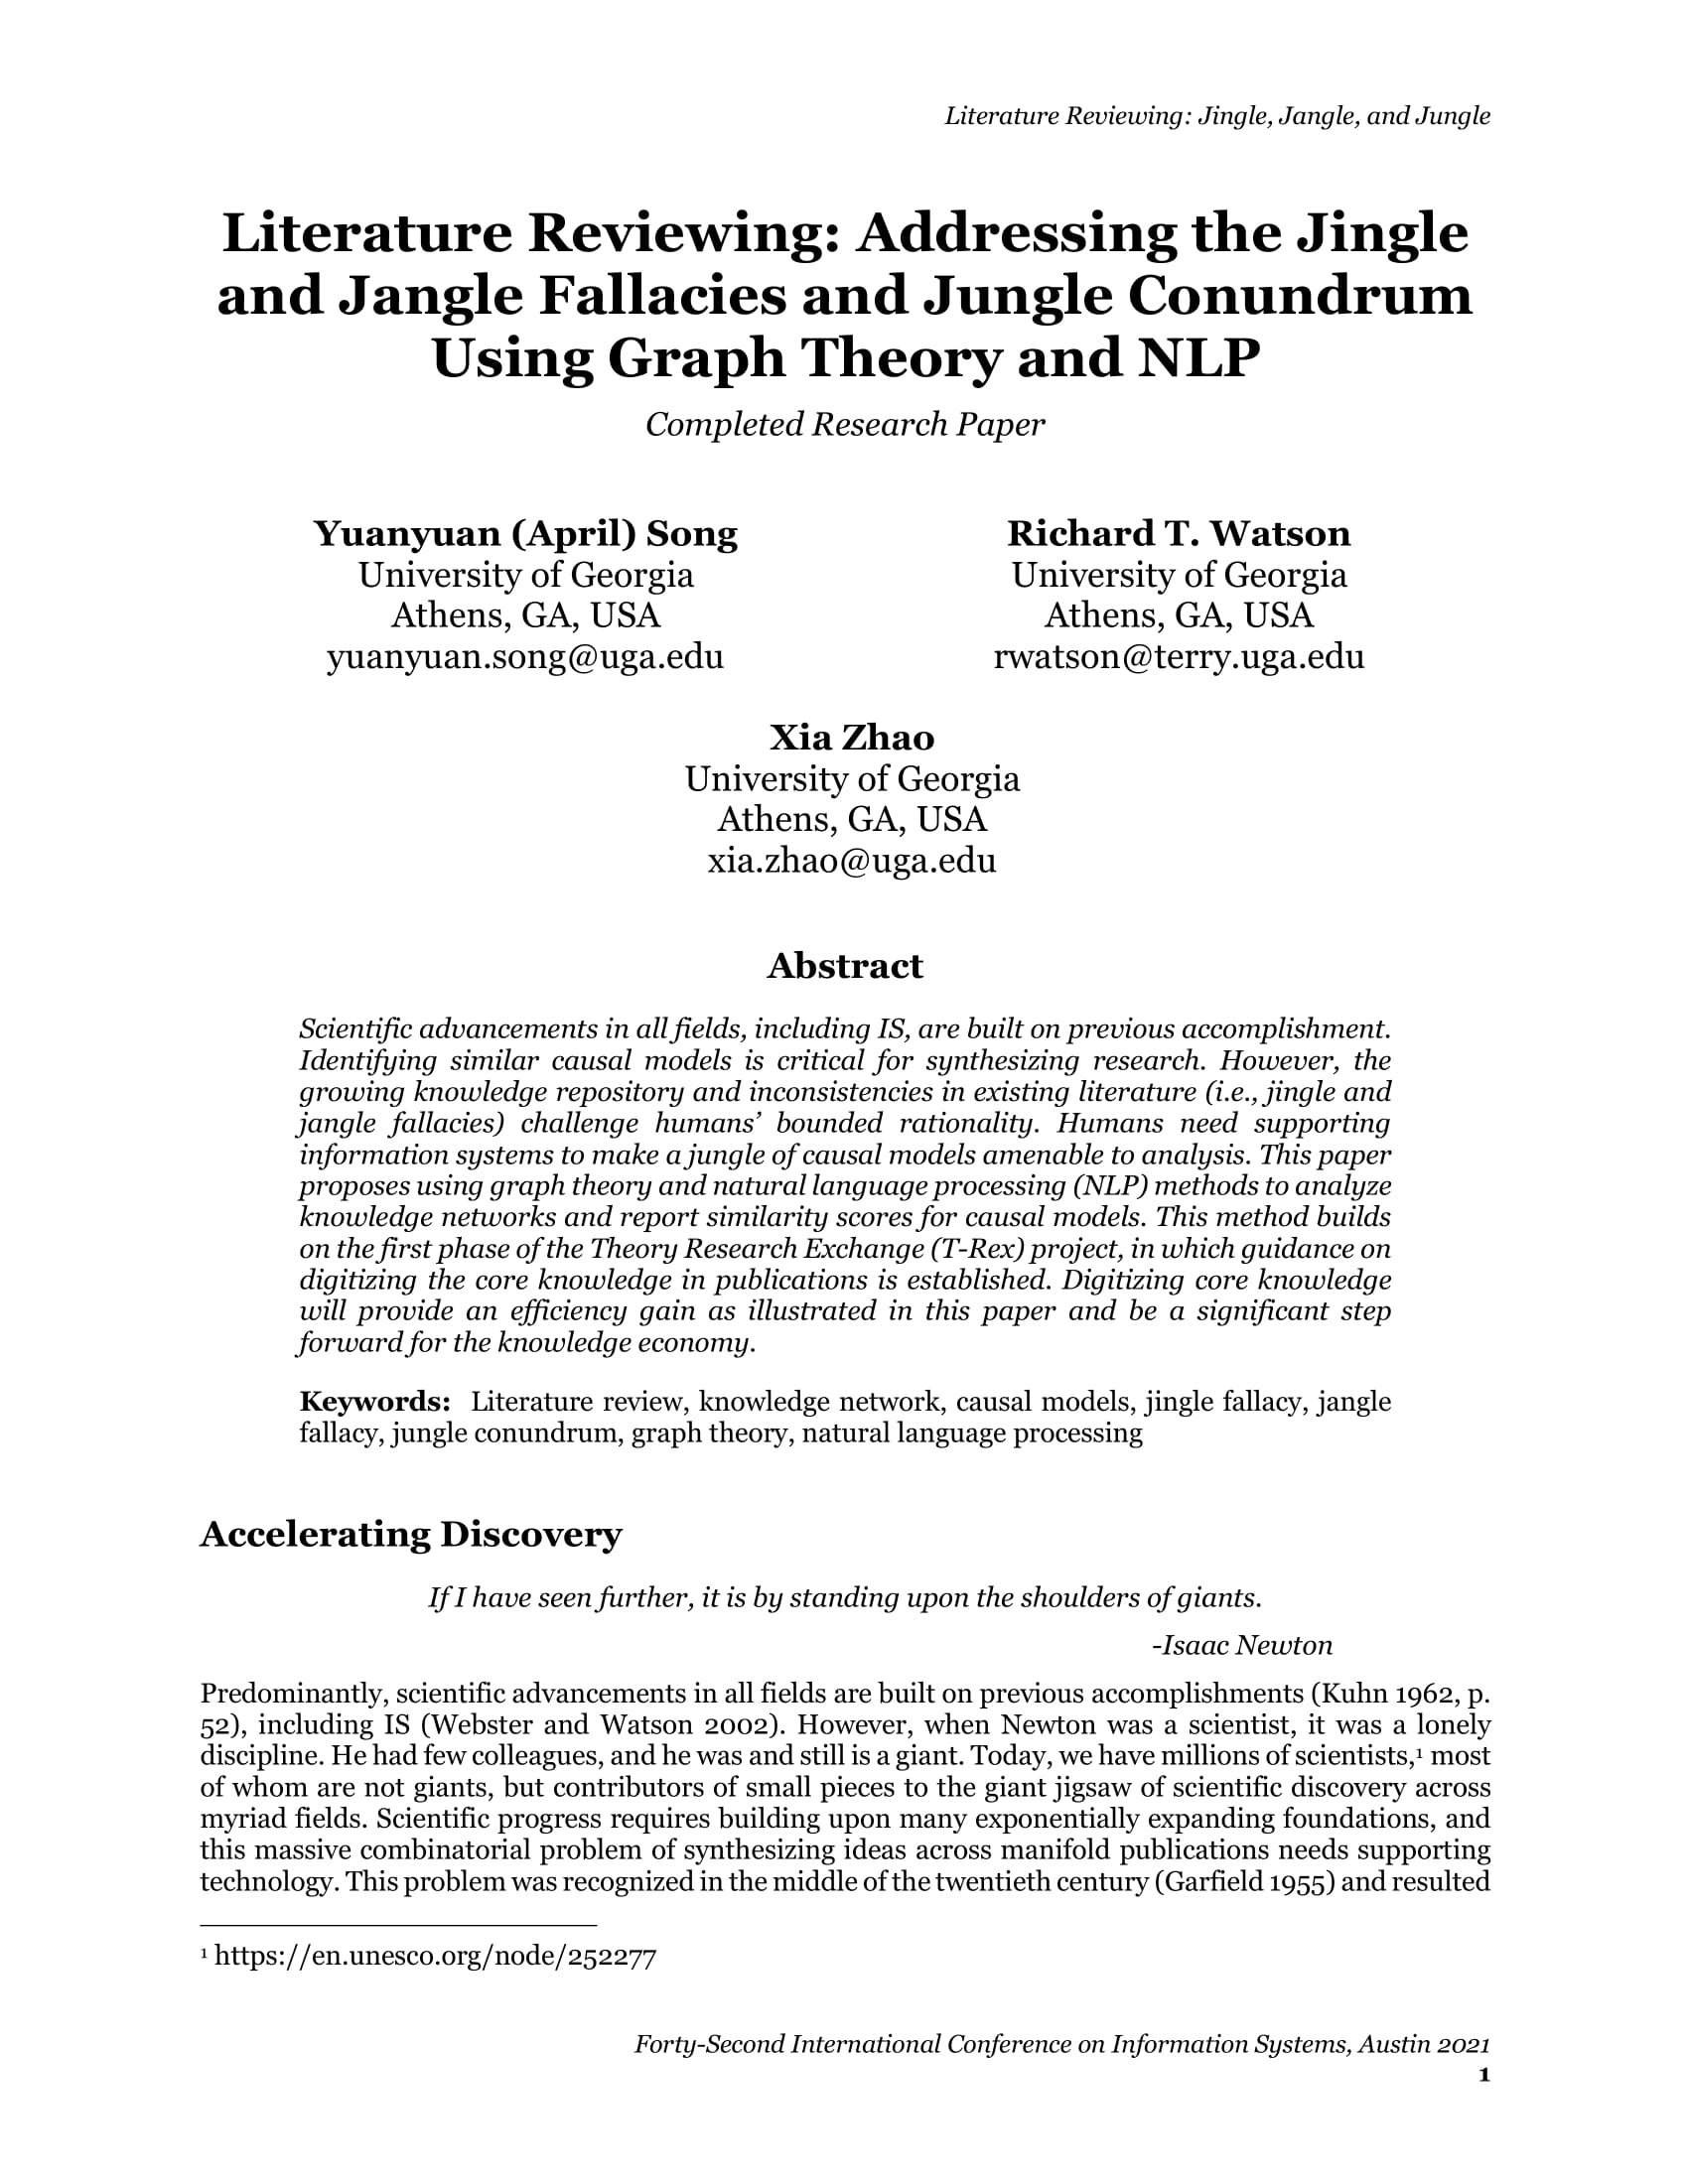 Literature Reviewing: Jingle, Jangle, and Jungle
Literature Reviewing: Addressing the Jingle
and Jangle Fallacies and Jungle Conundrum
Using Graph Theory and NLP
Completed Research Paper
Yuanyuan (April) Song
University of Georgia
Athens, GA, USA
yuanyuan.song@uga.edu
Richard T. Watson
University of Georgia
Athens, GA, USA
rwatson@terry.uga.edu
Xia Zhao
University of Georgia
Athens, GA, USA
xia.zhao@uga.edu
Abstract
Scientific advancements in all fields, including IS, are built on previous accomplishment.
Identifying similar causal models is critical for synthesizing research. However, the
growing knowledge repository and inconsistencies in existing literature (i.e., jingle and
jangle fallacies) challenge humans’ bounded rationality. Humans need supporting
information systems to make a jungle of causal models amenable to analysis. This paper
proposes using graph theory and natural language processing (NLP) methods to analyze
knowledge networks and report similarity scores for causal models. This method builds
on the first phase of the Theory Research Exchange (T-Rex) project, in which guidance on
digitizing the core knowledge in publications is established. Digitizing core knowledge
will provide an efficiency gain as illustrated in this paper and be a significant step
forward for the knowledge economy.
Keywords: Literature review, knowledge network, causal models, jingle fallacy, jangle
fallacy, jungle conundrum, graph theory, natural language processing
Accelerating Discovery
If I have seen further, it is by standing upon the shoulders of giants.
-Isaac Newton
Predominantly, scientific advancements in all fields are built on previous accomplishments (Kuhn 1962, p.
52), including IS (Webster and Watson 2002). However, when Newton was a scientist, it was a lonely
discipline. He had few colleagues, and he was and still is a giant. Today, we have millions of scientists,¹ most
of whom are not giants, but contributors of small pieces to the giant jigsaw of scientific discovery across
myriad fields. Scientific progress requires building upon many exponentially expanding foundations, and
this massive combinatorial problem of synthesizing ideas across manifold publications needs supporting
technology. This problem was recognized in the middle of the twentieth century (Garfield 1955) and resulted
¹ https://en.unesco.org/node/252277
Forty-Second International Conference on Information Systems, Austin 2021
1